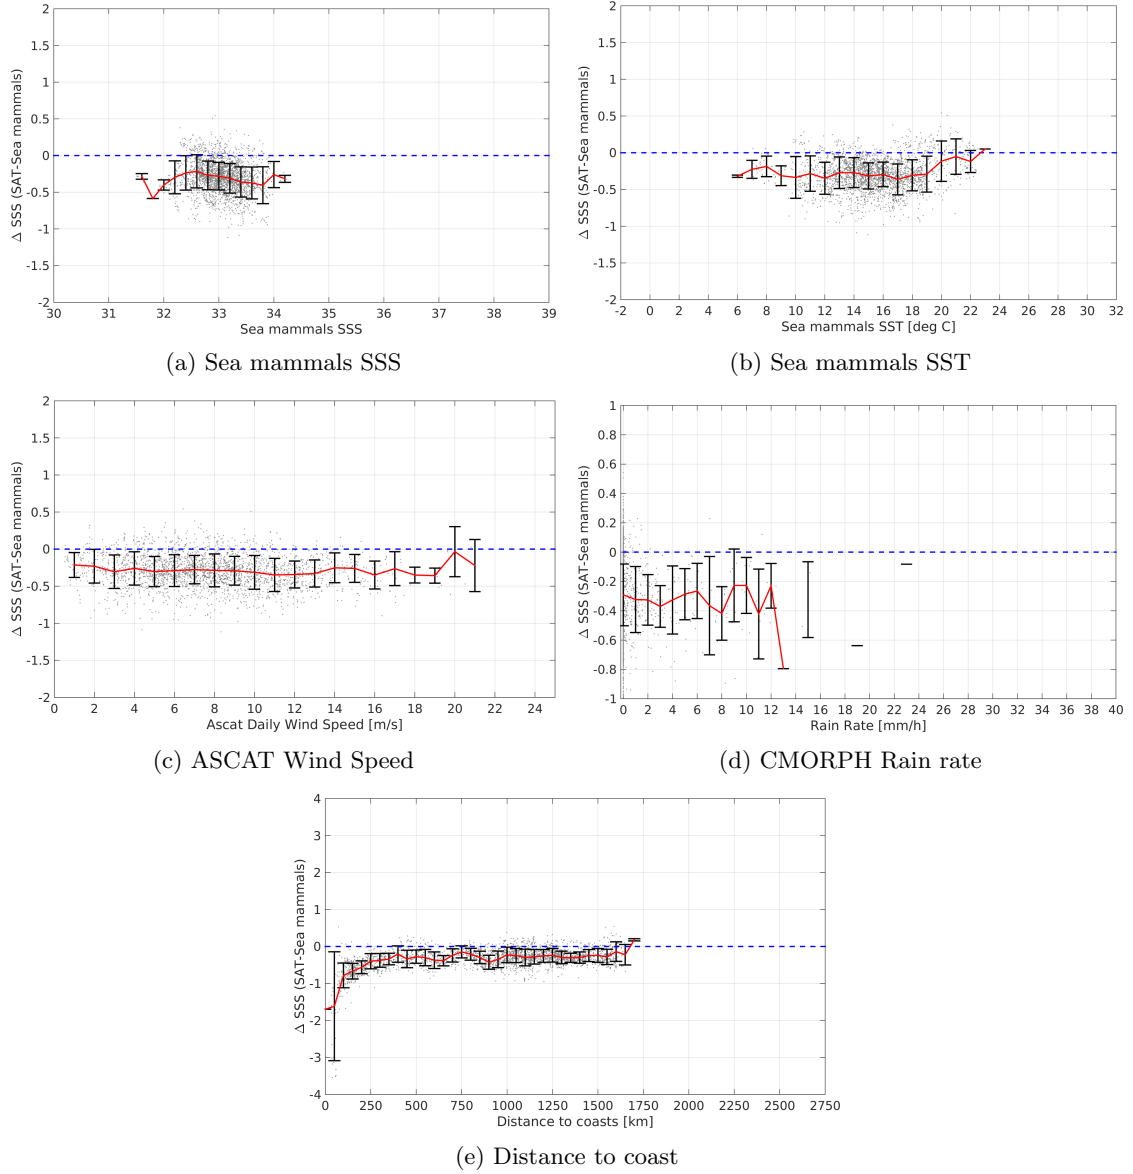 2
1.5
1
0.5
0
-0.5
-1
-1.5
-2
30 31 32 33 34 35 36 37 38 39
Δ SSS (SAT-Sea mammals)
Sea mammals SSS
(a) Sea mammals SSS
2
1.5
1
0.5
0
-0.5
-1
-1.5
-2
-2 0 2 4 6 8 10 12 14 16 18 20 22 24 26 28 30 32
Δ SSS (SAT-Sea mammals)
Sea mammals SST [deg C]
(b) Sea mammals SST
2
1.5
1
0.5
0
-0.5
-1
-1.5
-2
0 2 4 6 8 10 12 14 16 18 20 22 24
Δ SSS (SAT-Sea mammals)
Ascat Daily Wind Speed [m/s]
(c) ASCAT Wind Speed
1
0.8
0.6
0.4
0.2
0
-0.2
-0.4
-0.6
-0.8
-1
0 2 4 6 8 10 12 14 16 18 20 22 24 26 28 30 32 34 36 38 40
Δ SSS (SAT-Sea mammals)
Rain Rate [mm/h]
(d) CMORPH Rain rate
4
3
2
1
0
-1
-2
-3
-4
0 250 500 750 1000 1250 1500 1750 2000 2250 2500 2750
Δ SSS (SAT-Sea mammals)
Distance to coasts [km]
(e) Distance to coast